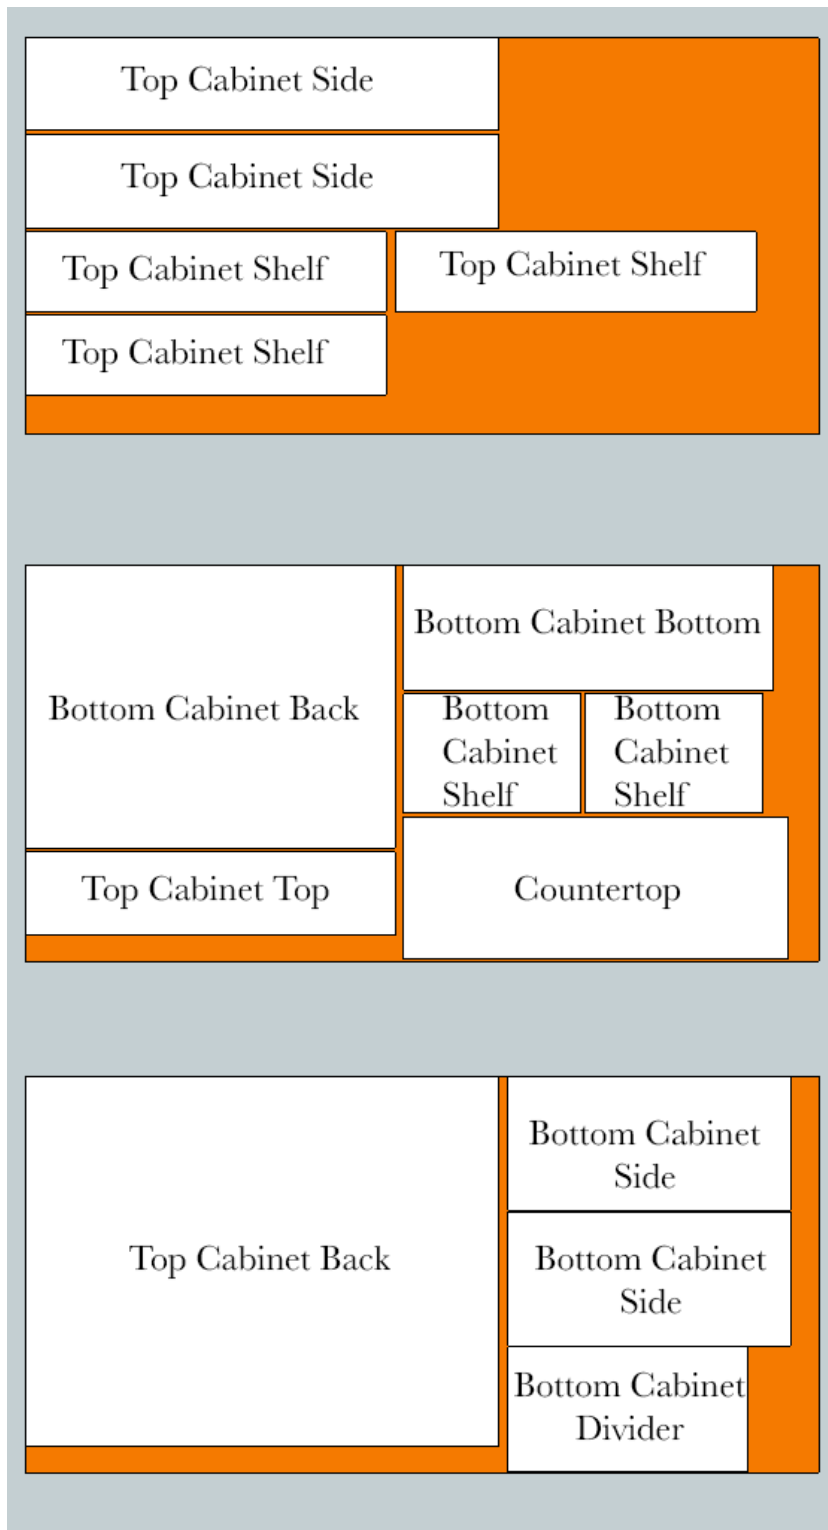 Top Cabinet Side
Top Cabinet Side
Top Cabinet Shelf
Top Cabinet Shelf
Top Cabinet Shelf
Bottom Cabinet Back
Bottom Cabinet Bottom
Bottom
Cabinet
Shelf
Bottom
Cabinet
Shelf
Top Cabinet Top
Countertop
Top Cabinet Back
Bottom Cabinet
Side
Bottom Cabinet
Side
Bottom Cabinet
Divider